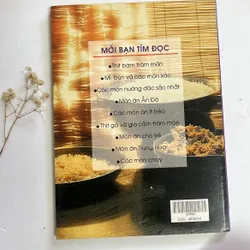 MỜI BẠN TÌM ĐỌC
• Thịt bằm trăm món
• Mì, bún và các món xào
• Các món nướng đặc sắc nhất
• Món ăn Ấn Độ
• Các món ăn ít béo
• Thịt gà và gia cầm trăm món
• Món ăn cho trẻ
• Món ăn Trung Hoa
• Các món chay